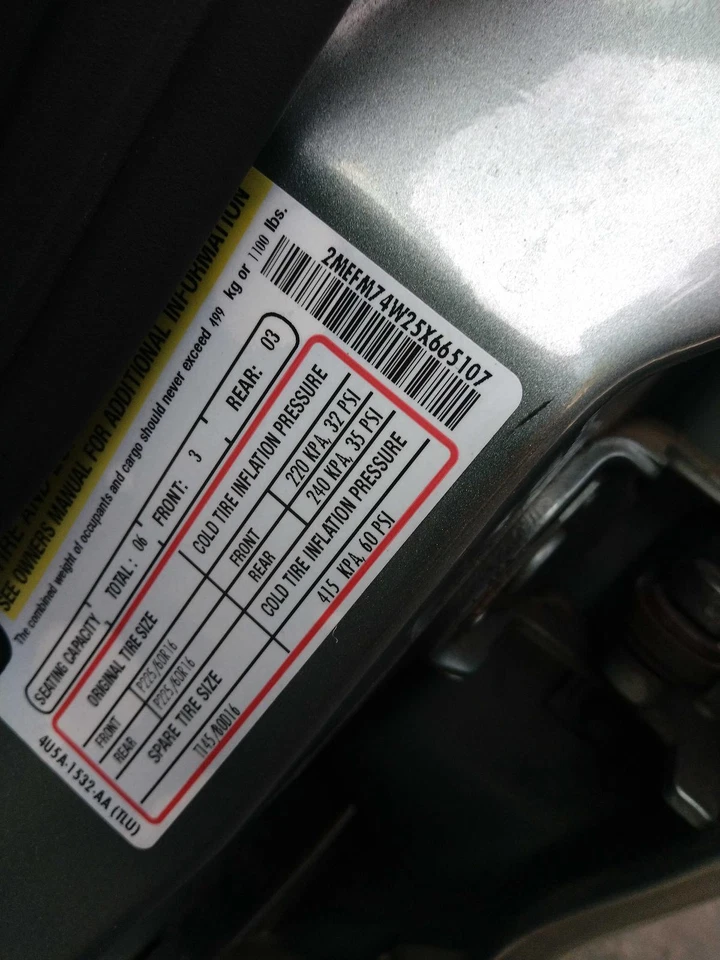 AND
SEE OWNERS MANUAL FOR ADDITIONAL INFORMATION
The combined weight of occupants and cargo should never exceed 499 kg or 1100 lbs.
SEATING CAPACITY TOTAL: 06 FRONT: 3 REAR: 03
ORIGINAL TIRE SIZE COLD TIRE INFLATION PRESSURE
FRONT P225/60R16 FRONT 220 KPA, 32 PSI
REAR P225/60R16 REAR 240 KPA, 35 PSI
SPARE TIRE SIZE COLD TIRE INFLATION PRESSURE
T145/80D16 415 KPA, 60 PSI
4U5A-1532-AA (TLU)
2MEFM74W25X665107